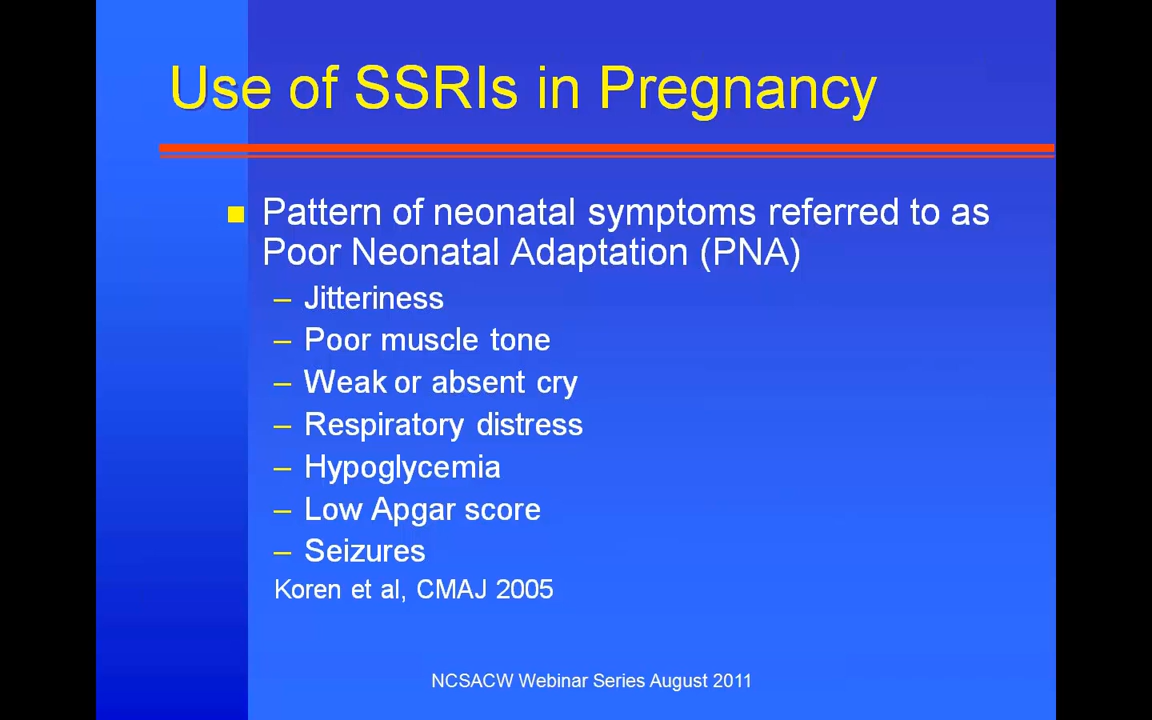 Use of SSRIs in Pregnancy
Pattern of neonatal symptoms referred to as
Poor Neonatal Adaptation (PNA)
– Jitteriness
– Poor muscle tone
– Weak or absent cry
– Respiratory distress
– Hypoglycemia
– Low Apgar score
– Seizures
Koren et al, CMAJ 2005
NCSACW Webinar Series August 2011